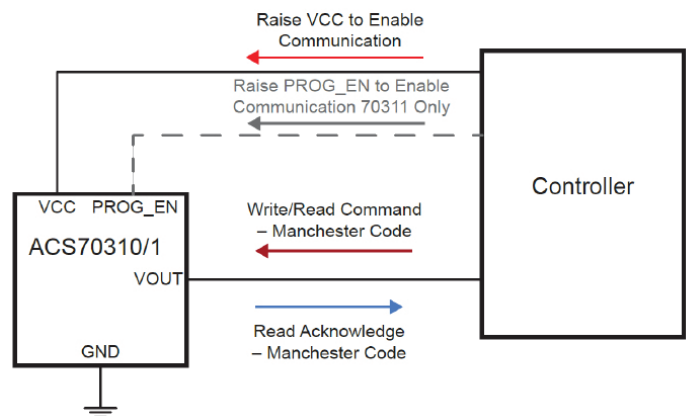 Raise VCC to Enable
Communication
Raise PROG_EN to Enable
Communication 70311 Only
Controller
VCC PROG_EN
ACS70310/1
VOUT
GND
Write/Read Command
– Manchester Code
Read Acknowledge
– Manchester Code